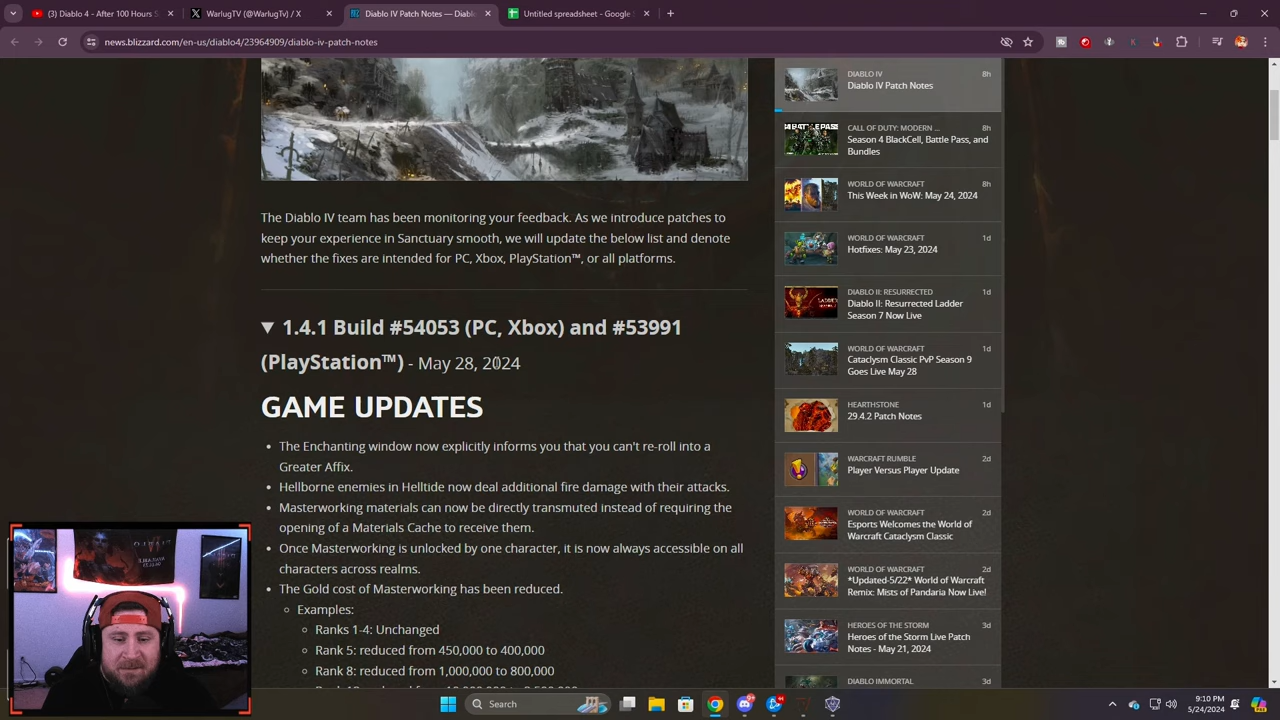 (3) Diablo 4 - After 100 Hours S
WarlugTV (@WarlugTv) / X
Diablo IV Patch Notes — Diablo
Untitled spreadsheet - Google S
news.blizzard.com/en-us/diablo4/23964909/diablo-iv-patch-notes
The Diablo IV team has been monitoring your feedback. As we introduce patches to
keep your experience in Sanctuary smooth, we will update the below list and denote
whether the fixes are intended for PC, Xbox, PlayStation™, or all platforms.
1.4.1 Build #54053 (PC, Xbox) and #53991
(PlayStation™) - May 28, 2024
GAME UPDATES
• The Enchanting window now explicitly informs you that you can't re-roll into a
Greater Affix.
• Hellborne enemies in Helltide now deal additional fire damage with their attacks.
• Masterworking materials can now be directly transmuted instead of requiring the
opening of a Materials Cache to receive them.
• Once Masterworking is unlocked by one character, it is now always accessible on all
characters across realms.
• The Gold cost of Masterworking has been reduced.
Examples:
Ranks 1-4: Unchanged
Rank 5: reduced from 450,000 to 400,000
Rank 8: reduced from 1,000,000 to 800,000
DIABLO IV 8h
Diablo IV Patch Notes
CALL OF DUTY: MODERN ... 8h
Season 4 BlackCell, Battle Pass, and
Bundles
WORLD OF WARCRAFT 8h
This Week in WoW: May 24, 2024
WORLD OF WARCRAFT 1d
Hotfixes: May 23, 2024
DIABLO II: RESURRECTED 1d
Diablo II: Resurrected Ladder
Season 7 Now Live
WORLD OF WARCRAFT 1d
Cataclysm Classic PvP Season 9
Goes Live May 28
HEARTHSTONE 1d
29.4.2 Patch Notes
WARCRAFT RUMBLE 2d
Player Versus Player Update
WORLD OF WARCRAFT 2d
Esports Welcomes the World of
Warcraft Cataclysm Classic
WORLD OF WARCRAFT 2d
*Updated-5/22* World of Warcraft
Remix: Mists of Pandaria Now Live!
HEROES OF THE STORM 3d
Heroes of the Storm Live Patch
Notes - May 21, 2024
DIABLO IMMORTAL 3d
Search
9:10 PM
5/24/2024